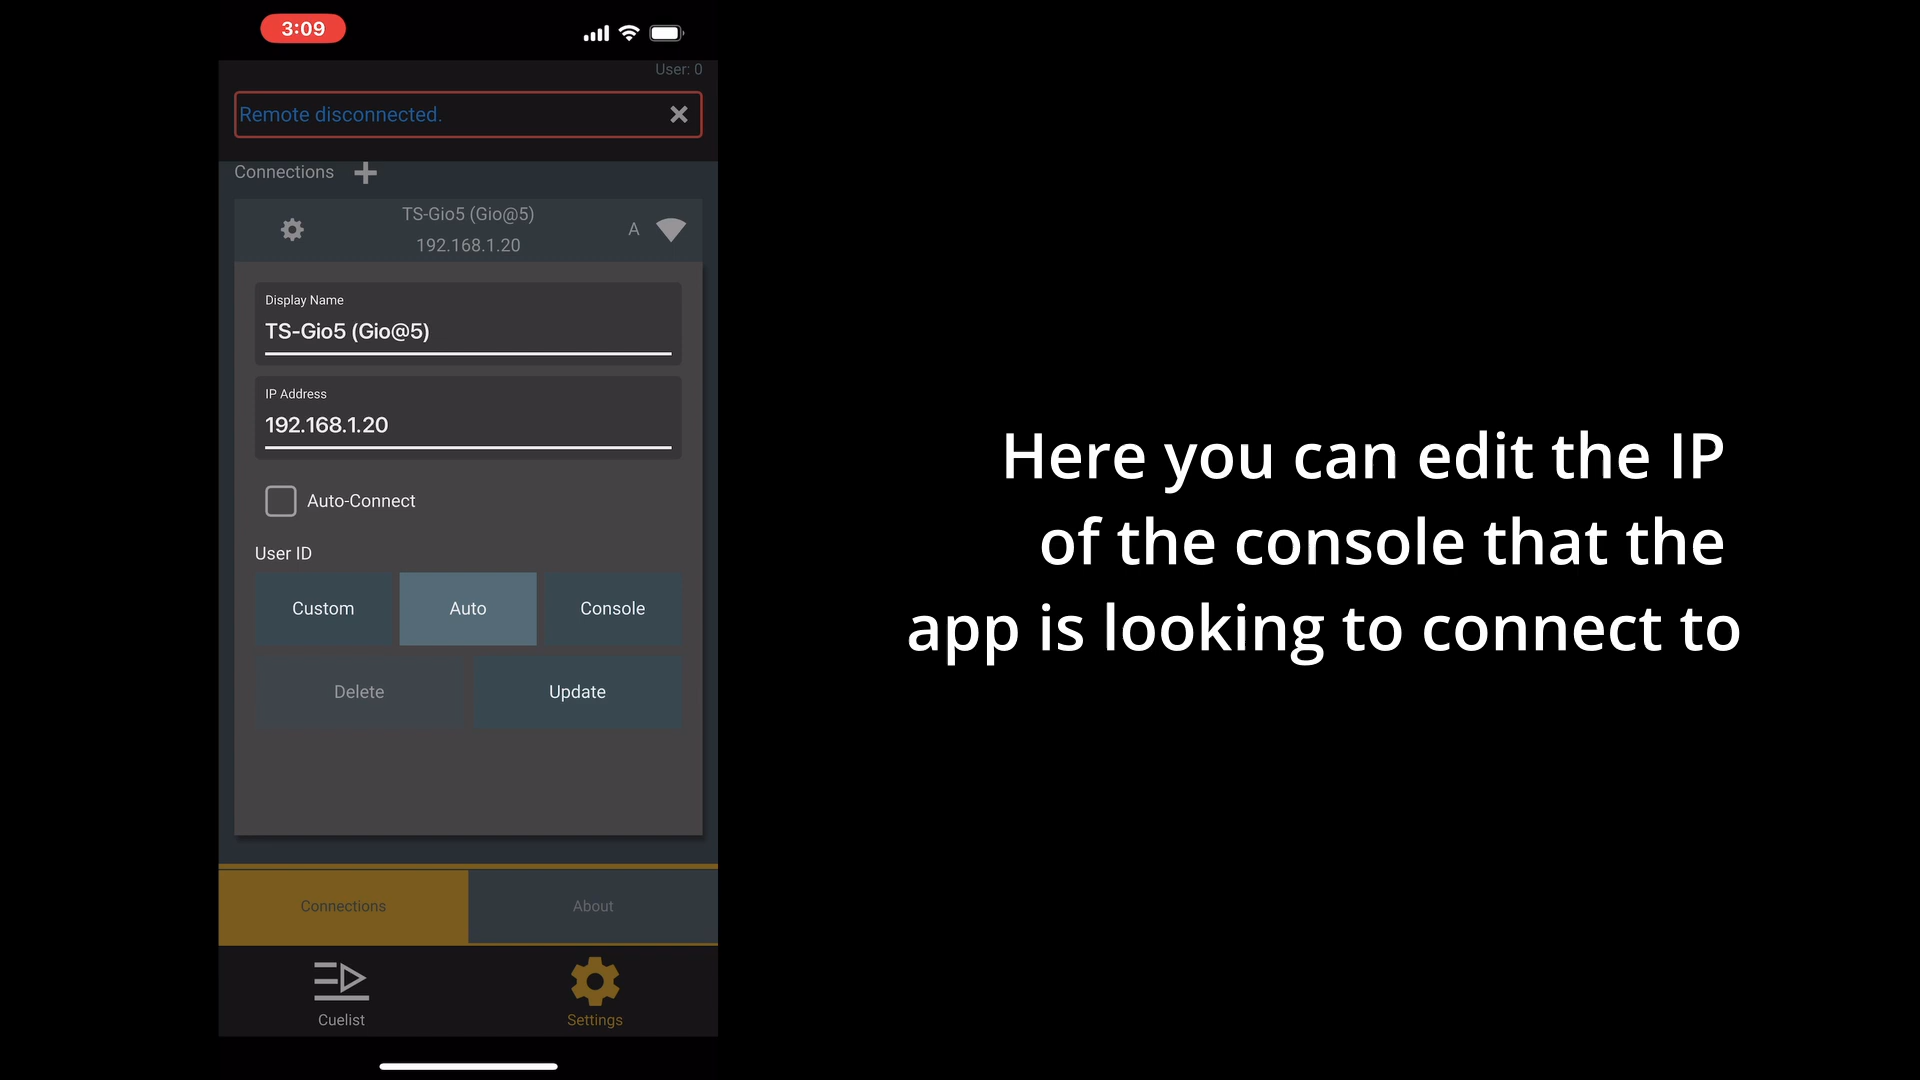 3:09
User: 0
Remote disconnected.
Connections
TS-Gio5 (Gio@5)
192.168.1.20
A
Display Name
TS-Gio5 (Gio@5)
IP Address
192.168.1.20
Auto-Connect
User ID
Custom
Auto
Console
Delete
Update
Connections
About
Cuelist
Settings
Here you can edit the IP
of the console that the
app is looking to connect to